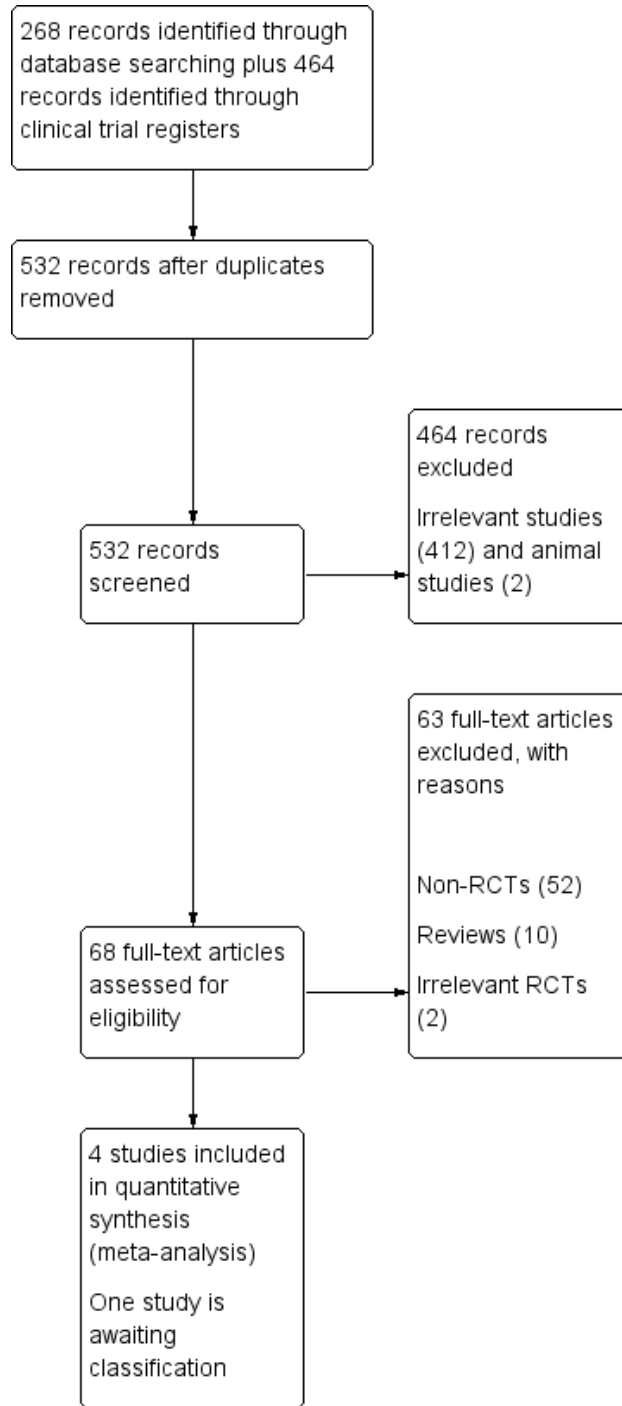 268 records identified through
database searching plus 464
records identified through
clinical trial registers
532 records after duplicates
removed
464 records
excluded
Irrelevant studies
(412) and animal
studies (2)
532 records
screened
63 full-text articles
excluded, with
reasons
Non-RCTs (52)
Reviews (10)
Irrelevant RCTs
(2)
68 full-text articles
assessed for
eligibility
4 studies included
in quantitative
synthesis
(meta-analysis)
One study is
awaiting
classification